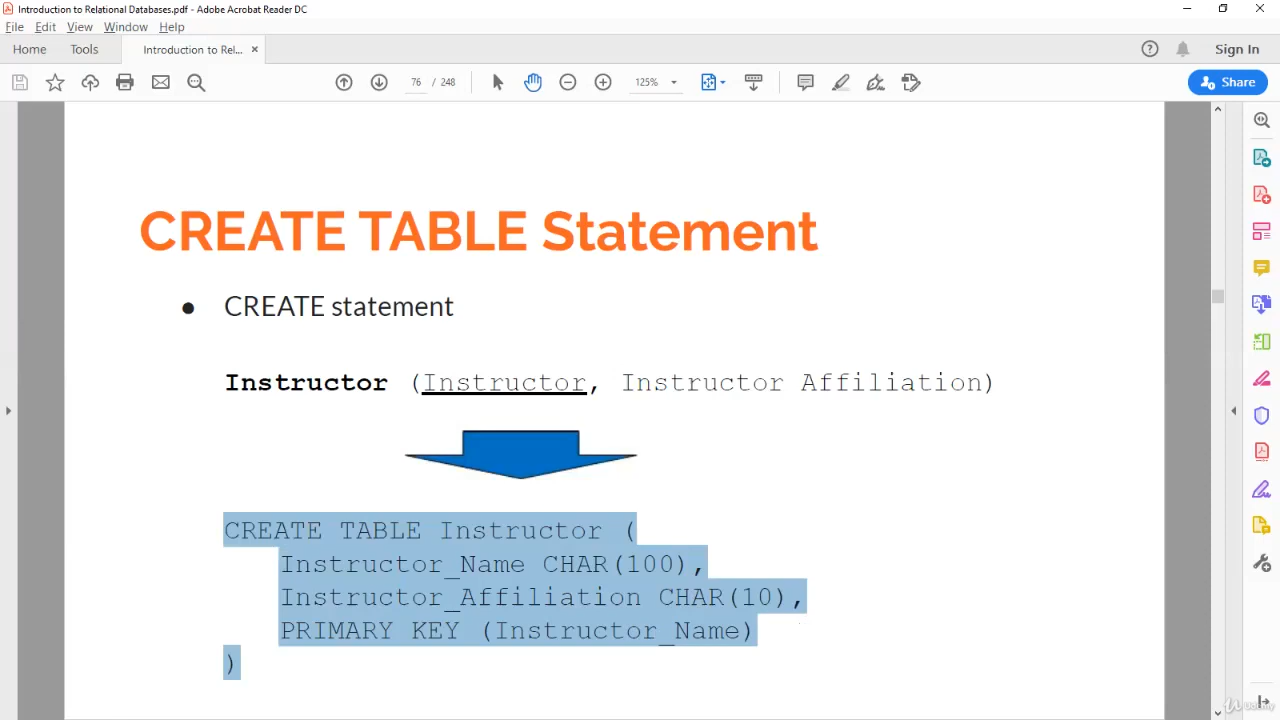 Introduction to Relational Databases.pdf - Adobe Acrobat Reader DC
File Edit View Window Help
Home Tools Introduction to Rel... × Sign In
76 / 248 125% Share
CREATE TABLE Statement
● CREATE statement
Instructor (Instructor, Instructor Affiliation)
CREATE TABLE Instructor (
Instructor_Name CHAR(100),
Instructor_Affiliation CHAR(10),
PRIMARY KEY (Instructor_Name)
)
Udemy